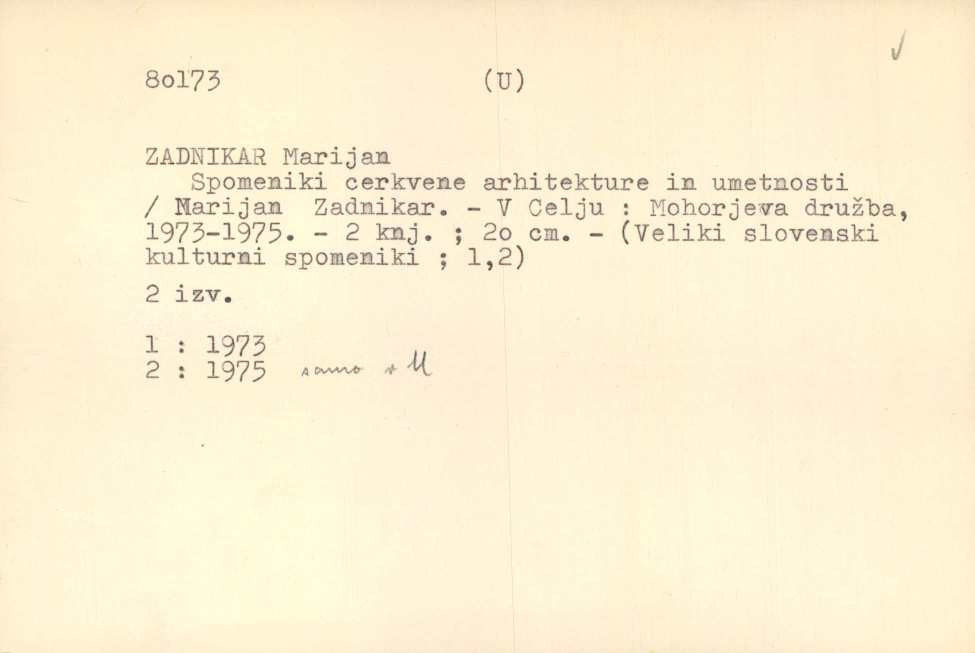 8o173 (U)
ZADNIKAR Marijan
Spomeniki cerkvene arhitekture in umetnosti
/ Marijan Zadnikar. - V Celju : Mohorjeva družba,
1973-1975. - 2 knj. ; 2o cm. - (Veliki slovenski
kulturni spomeniki ; 1,2)
2 izv.
1 : 1973
2 : 1975 samo v U